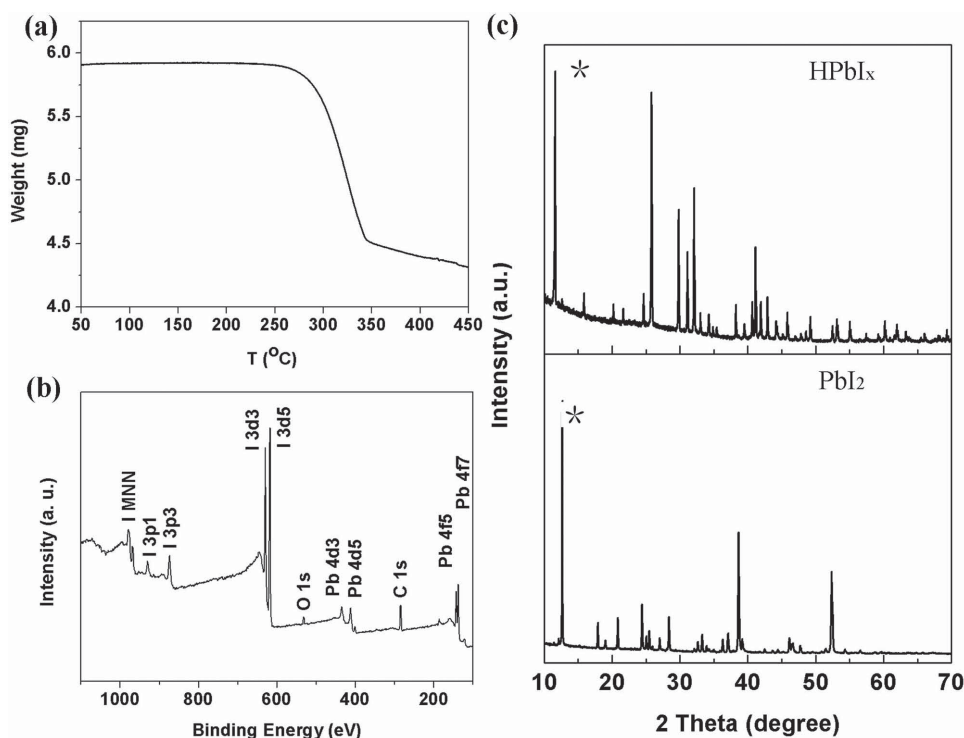 (a)
Weight (mg)
6.0
5.5
5.0
4.5
4.0
50 100 150 200 250 300 350 400 450
T (°C)
(b)
Intensity (a. u.)
I MNN
I 3p1
I 3p3
I 3d3
I 3d5
O 1s
Pb 4d3
Pb 4d5
C 1s
Pb 4f5
Pb 4f7
1000 800 600 400 200
Binding Energy (eV)
(c)
Intensity (a.u.)
*
HPbIₓ
*
PbI₂
10 20 30 40 50 60 70
2 Theta (degree)